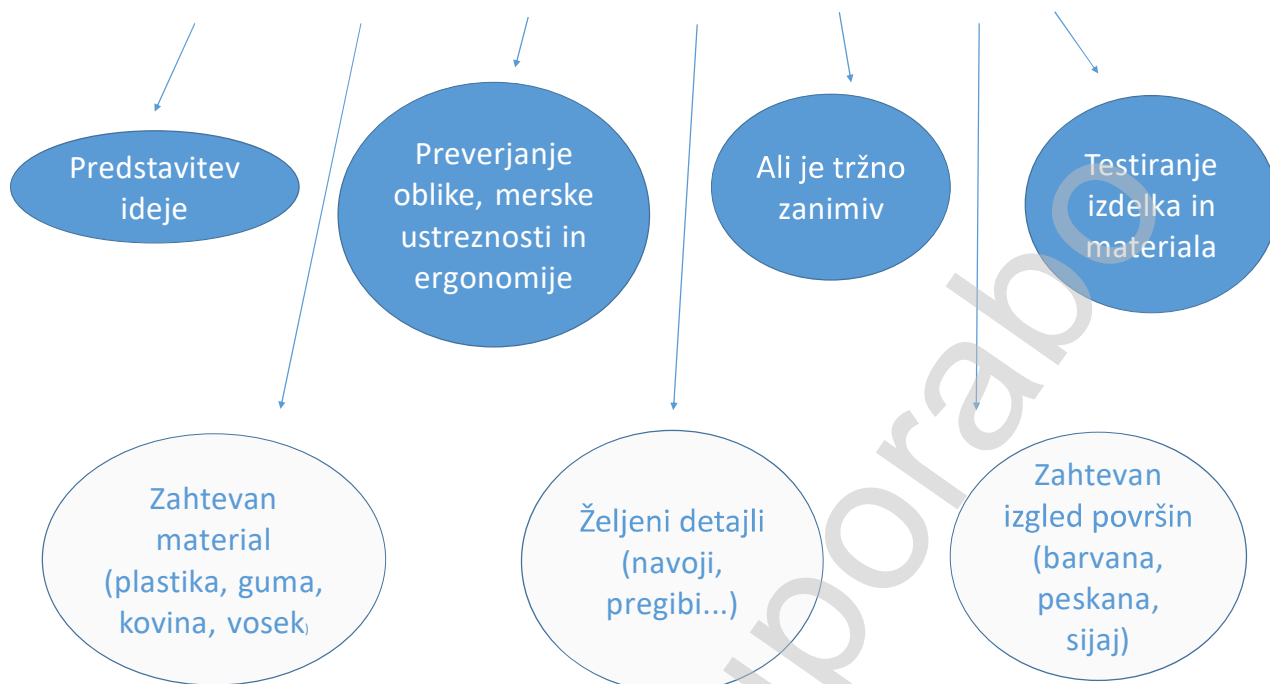 Predstavitev
ideje
Preverjanje
oblike, merske
ustreznosti in
ergonomije
Ali je tržno
zanimiv
Testiranje
izdelka in
materiala
Zahtevan
material
(plastika, guma,
kovina, vosek)
Željeni detajli
(navoji,
pregibi...)
Zahtevan
izgled površin
(barvana,
peskana,
sijaj)
uporabo